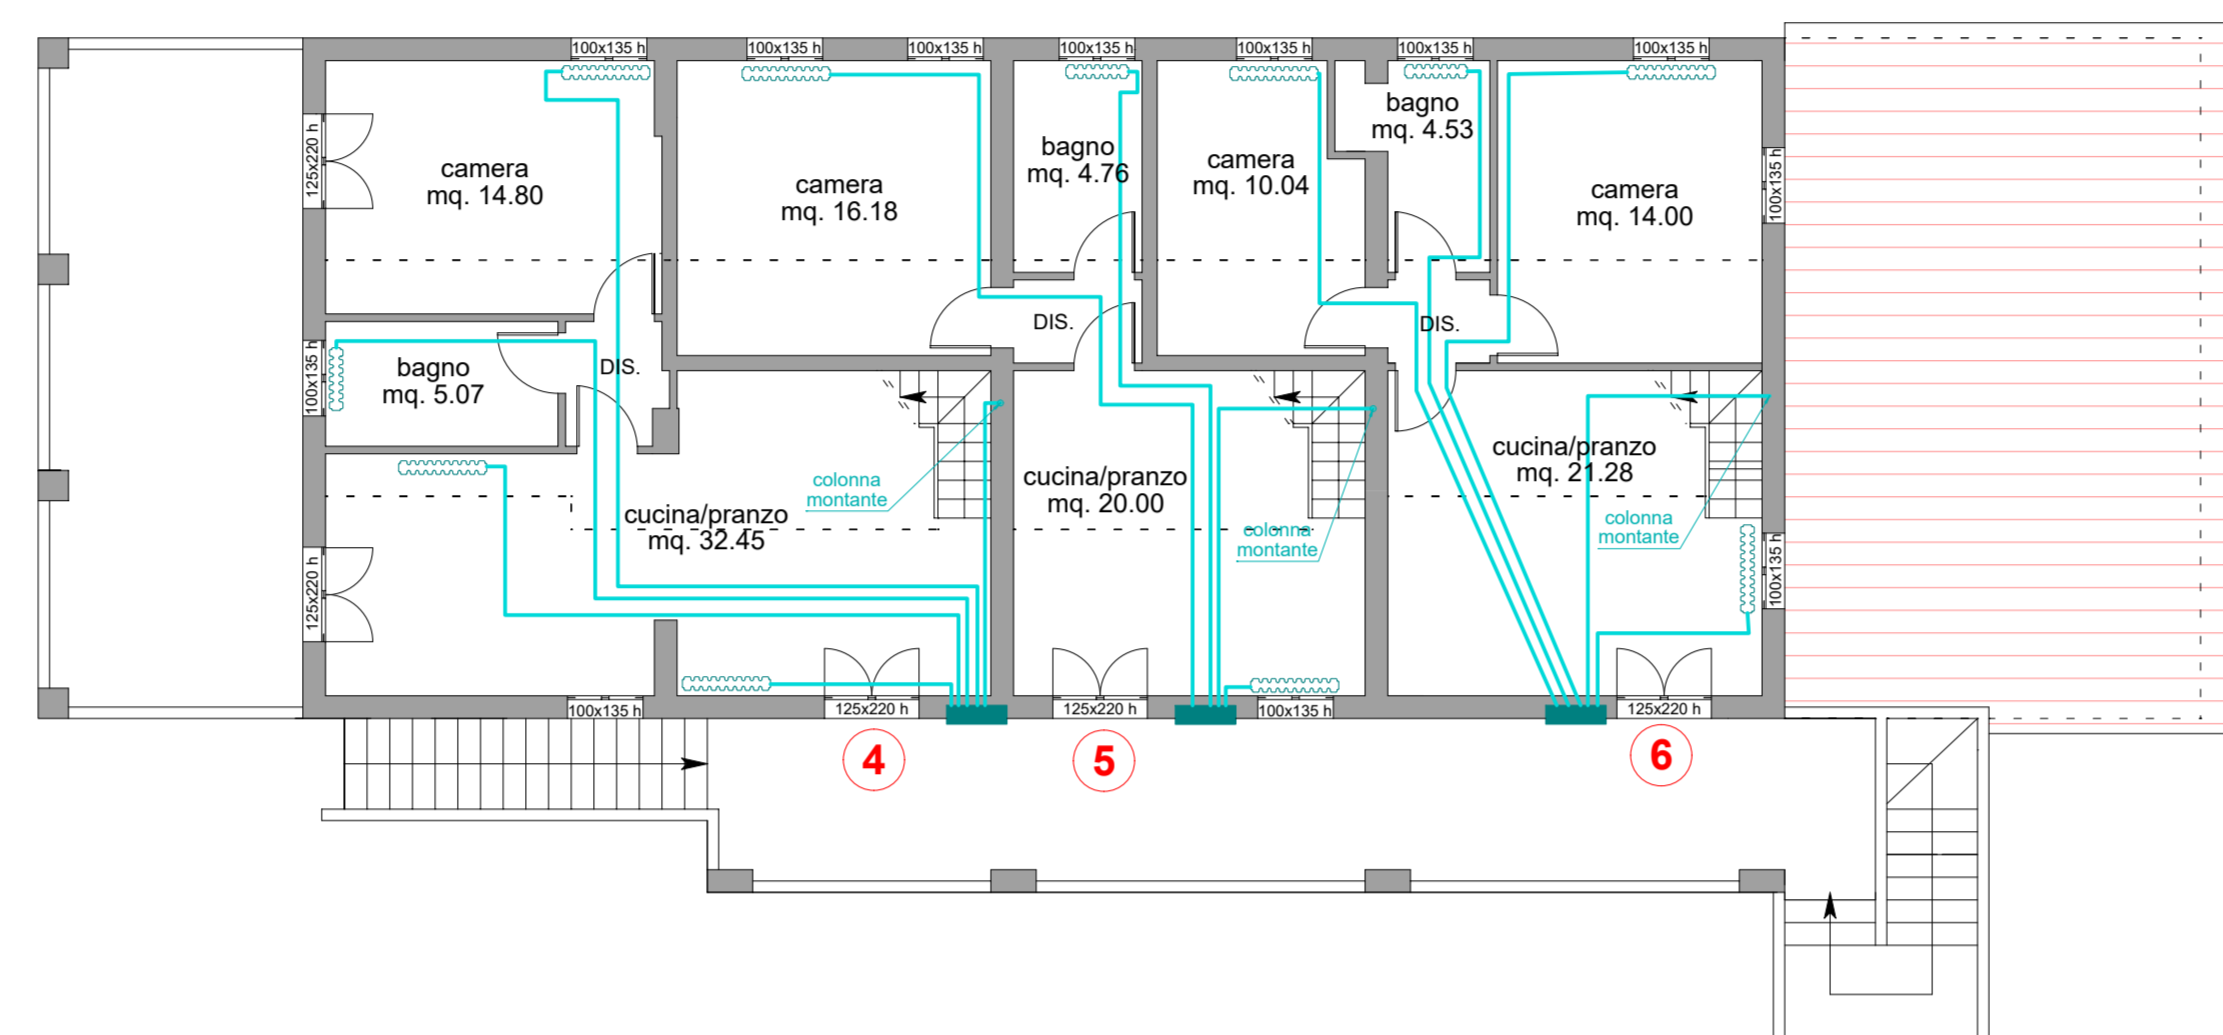 100x135 h
100x135 h
100x135 h
100x135 h
100x135 h
100x135 h
100x135 h
125x220 h
camera
mq. 14.80
camera
mq. 16.18
bagno
mq. 4.76
camera
mq. 10.04
bagno
mq. 4.53
camera
mq. 14.00
100x135 h
100x135 h
bagno
mq. 5.07
DIS.
DIS.
DIS.
colonna
montante
cucina/pranzo
mq. 32.45
cucina/pranzo
mq. 20.00
colonna
montante
cucina/pranzo
mq. 21.28
colonna
montante
125x220 h
100x135 h
100x135 h
125x220 h
125x220 h
100x135 h
125x220 h
4
5
6